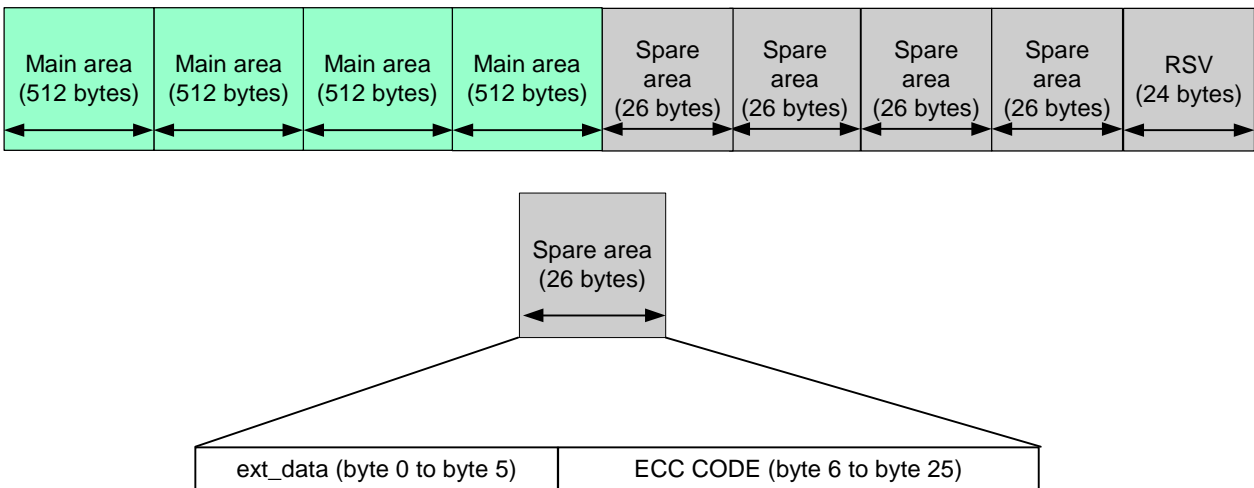 Main area
(512 bytes)
Main area
(512 bytes)
Main area
(512 bytes)
Main area
(512 bytes)
Spare
area
(26 bytes)
Spare
area
(26 bytes)
Spare
area
(26 bytes)
Spare
area
(26 bytes)
RSV
(24 bytes)
Spare area
(26 bytes)
ext_data (byte 0 to byte 5)
ECC CODE (byte 6 to byte 25)